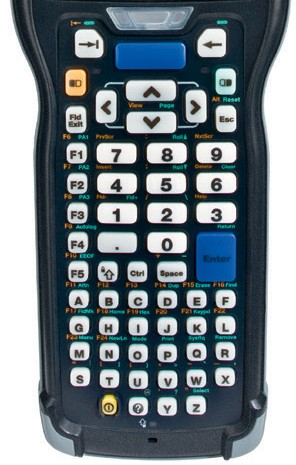 View Page
Alt Reset
Fld Exit
Esc
F6 PA1 PrvScr Roll NxtScr
F1 7 8 9
F7 PA2 Insert Roll Delete Clear
F2 4 5 6
F8 PA3 Fld- Fld+ \ / Help
F3 1 2 3
F9 Autolog
Return
F4 . 0
Enter
F10 EEOF
F5 Ctrl Space
F11 Attn F12 F13 F14 Dup F15 Erase F16 Find
A B C D E F
F17 FldMk F18 Home F19 Hex F20 F21 Keypd F22
G H I J K L
F23 Menu F24 NewLn Mode Print SysRq Remove
M N O P Q R
Select
S T U V W X
Y Z